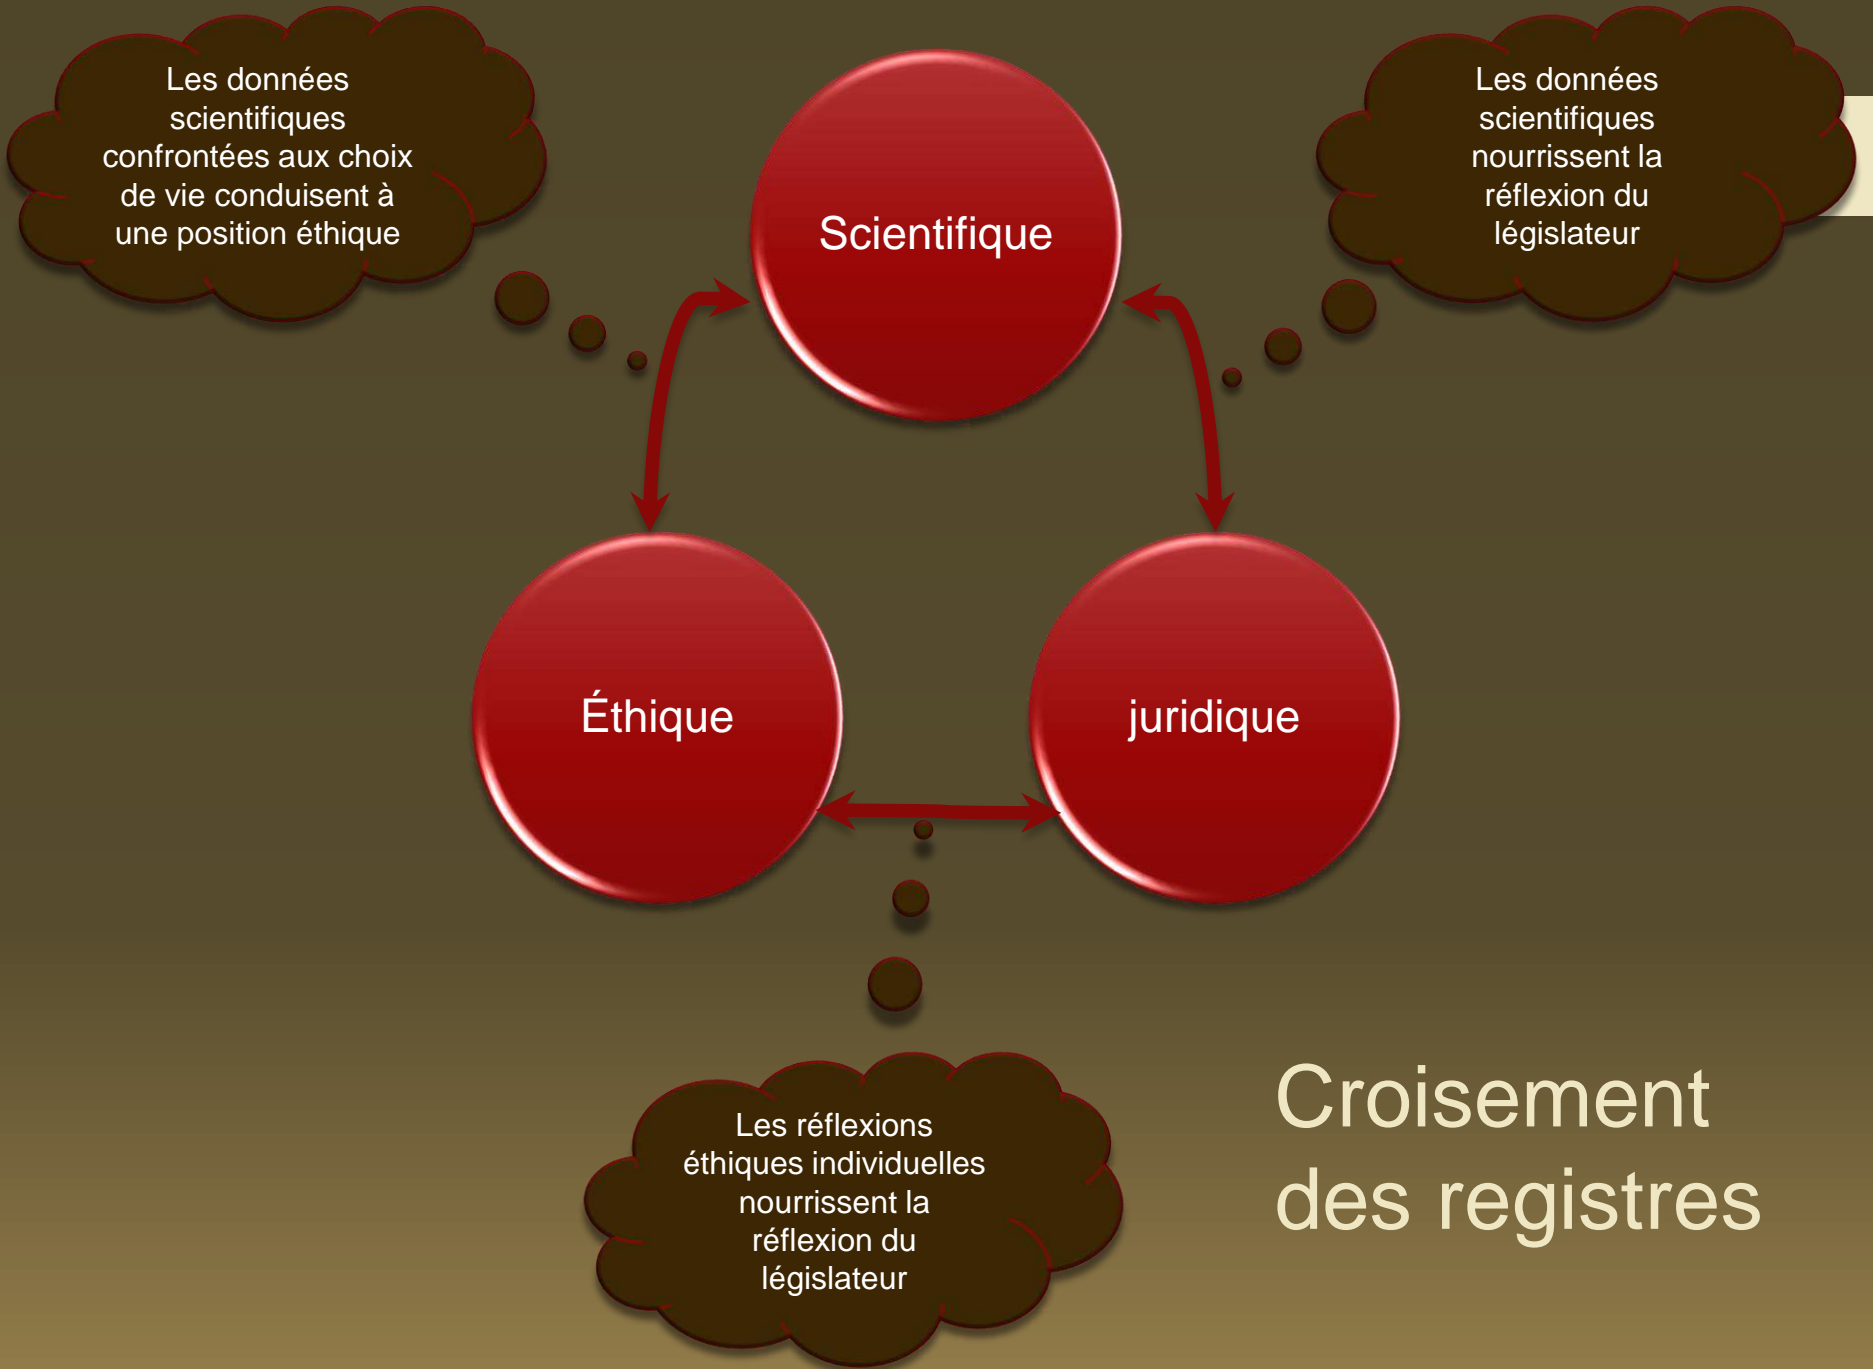 Les données
scientifiques
confrontées aux choix
de vie conduisent à
une position éthique
Scientifique
Les données
scientifiques
nourrissent la
réflexion du
législateur
Éthique
juridique
Les réflexions
éthiques individuelles
nourrissent la
réflexion du
législateur
Croisement
des registres